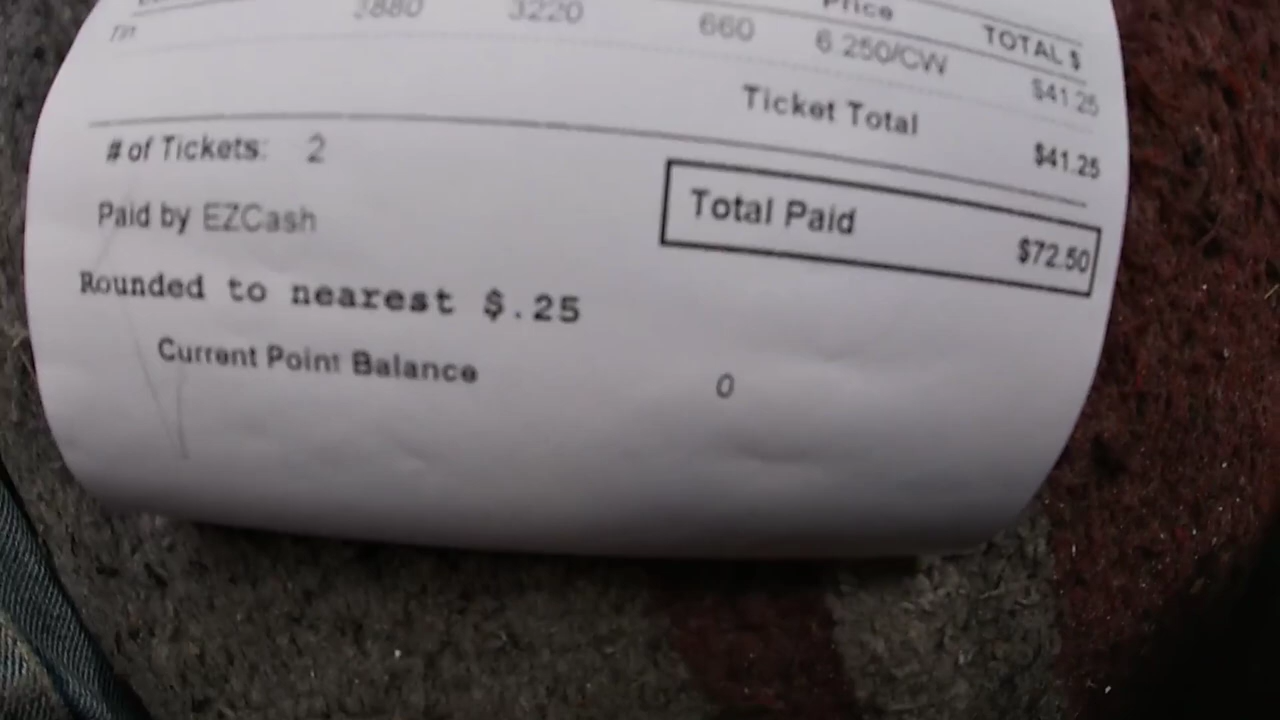 Price TOTAL $
3880 3220 660 6.250/CW $41.25
Tin
Ticket Total $41.25
# of Tickets: 2
Total Paid $72.50
Paid by EZCash
Rounded to nearest $.25
Current Point Balance 0